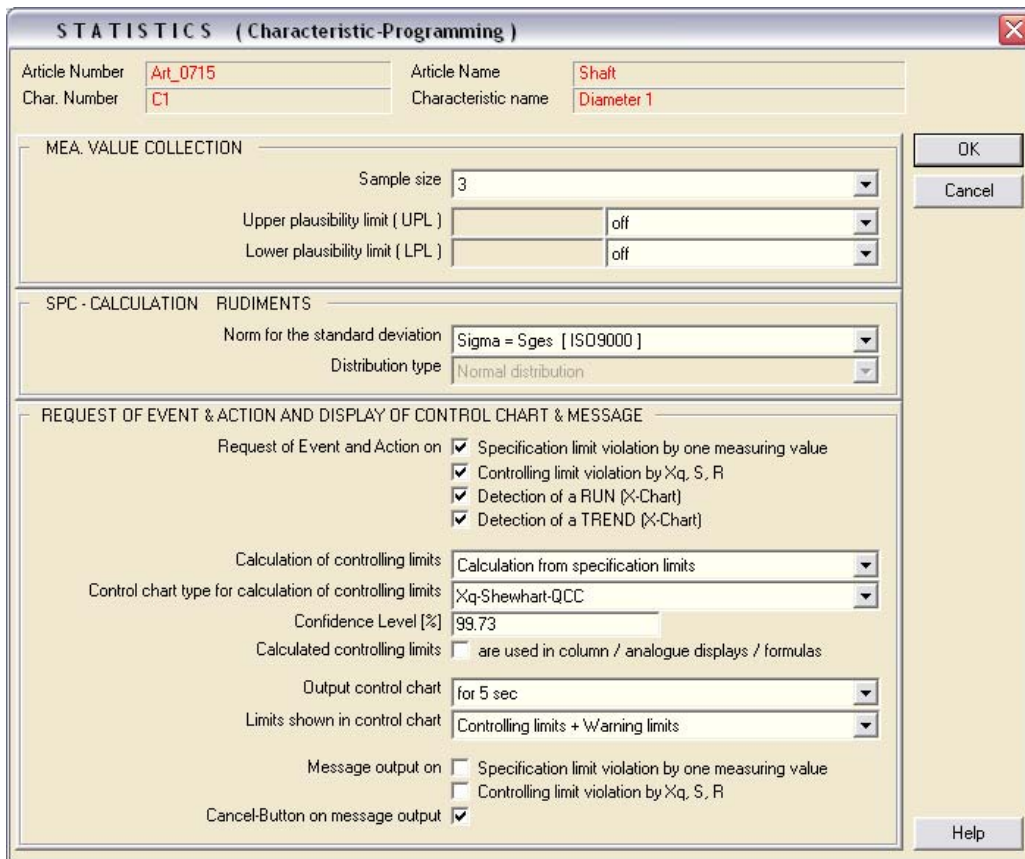 STATISTICS (Characteristic-Programming)
Article Number Art_0715 Article Name Shaft
Char. Number C1 Characteristic name Diameter 1
MEA. VALUE COLLECTION
OK
Sample size 3
Cancel
Upper plausibility limit ( UPL ) off
Lower plausibility limit ( LPL ) off
SPC - CALCULATION RUDIMENTS
Norm for the standard deviation Sigma = Sges [ ISO9000 ]
Distribution type Normal distribution
REQUEST OF EVENT & ACTION AND DISPLAY OF CONTROL CHART & MESSAGE
Request of Event and Action on Specification limit violation by one measuring value
Controlling limit violation by Xq, S, R
Detection of a RUN (X-Chart)
Detection of a TREND (X-Chart)
Calculation of controlling limits Calculation from specification limits
Control chart type for calculation of controlling limits Xq-Shewhart-QCC
Confidence Level [%] 99.73
Calculated controlling limits are used in column / analogue displays / formulas
Output control chart for 5 sec
Limits shown in control chart Controlling limits + Warning limits
Message output on Specification limit violation by one measuring value
Controlling limit violation by Xq, S, R
Cancel-Button on message output
Help